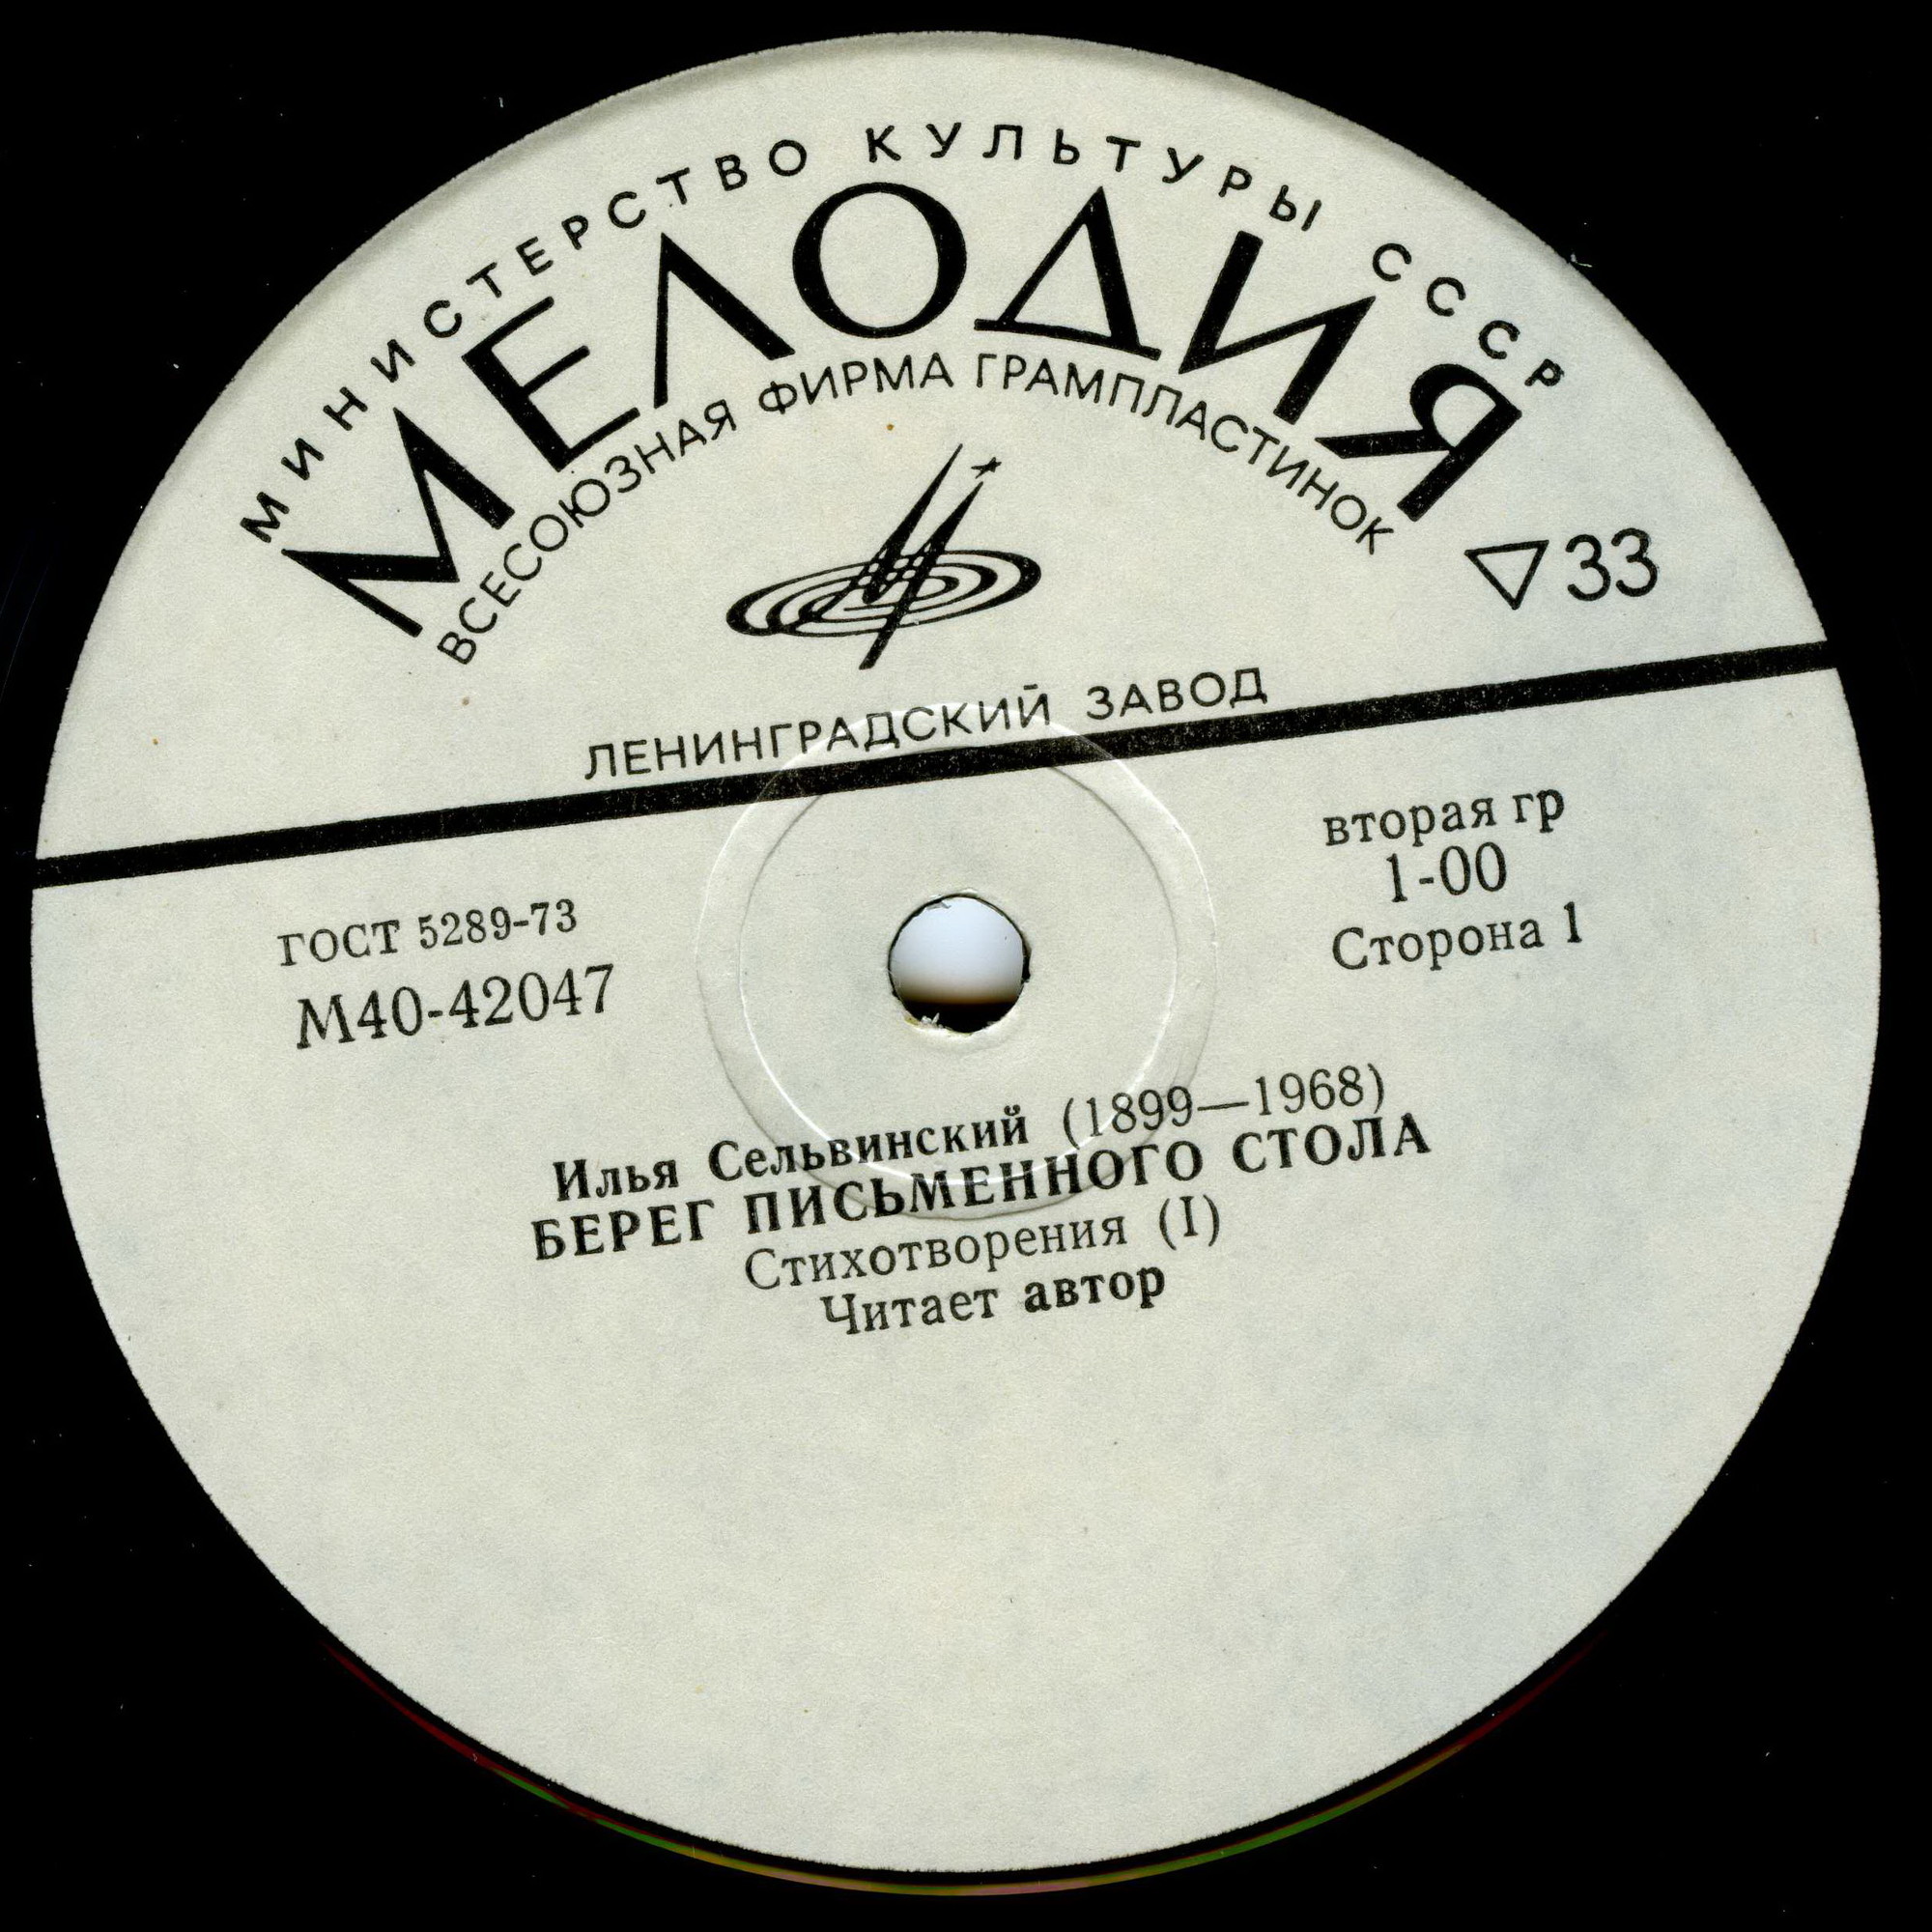 МИНИСТЕРСТВО КУЛЬТУРЫ СССР
МЕЛОДИЯ
ВСЕСОЮЗНАЯ ФИРМА ГРАМПЛАСТИНОК
33
ЛЕНИНГРАДСКИЙ ЗАВОД
вторая гр
1-00
Сторона 1
ГОСТ 5289-73
М40-42047
Илья Сельвинский (1899—1968)
БЕРЕГ ПИСЬМЕННОГО СТОЛА
Стихотворения (I)
Читает автор